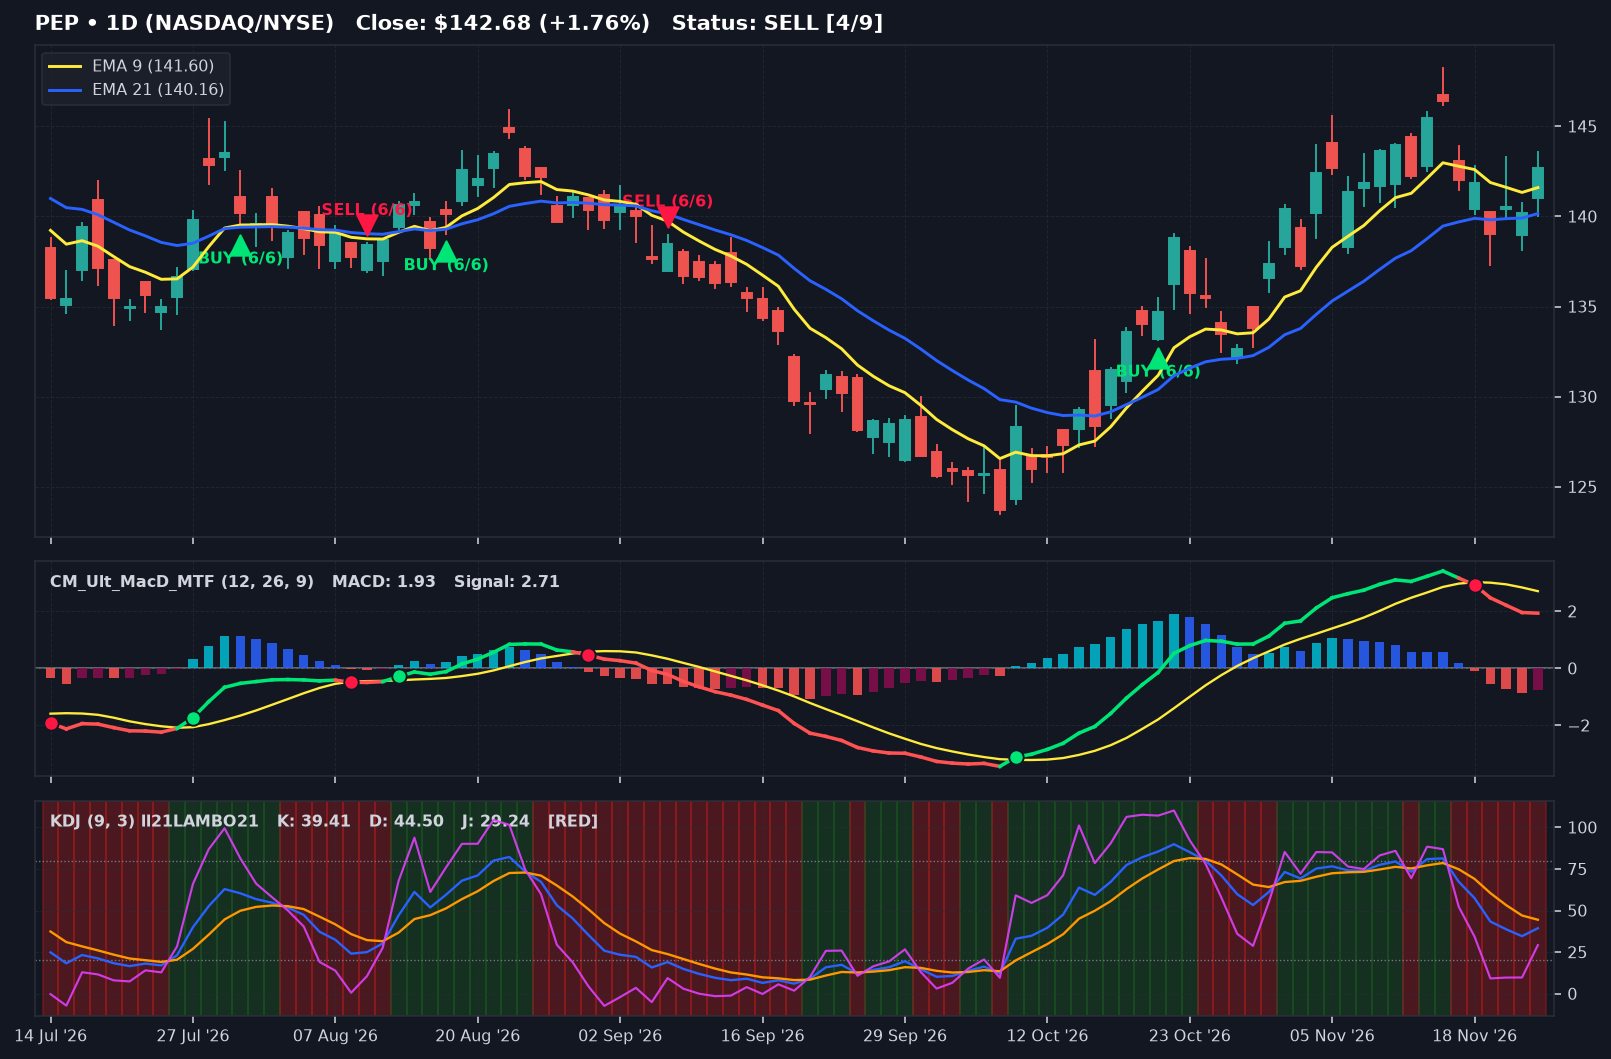 PEP • 1D (NASDAQ/NYSE)   Close: $142.68 (+1.76%)   Status: SELL [4/9]
EMA 9 (141.60)
EMA 21 (140.16)
145
140
135
130
125
SELL (6/6)
SELL (6/6)
BUY (6/6)
BUY (6/6)
BUY (6/6)
CM_Ult_MacD_MTF (12, 26, 9)   MACD: 1.93   Signal: 2.71
2
0
−2
KDJ (9, 3) II21LAMBO21   K: 39.41   D: 44.50   J: 29.24   [RED]
100
75
50
25
0
14 Jul '26
27 Jul '26
07 Aug '26
20 Aug '26
02 Sep '26
16 Sep '26
29 Sep '26
12 Oct '26
23 Oct '26
05 Nov '26
18 Nov '26